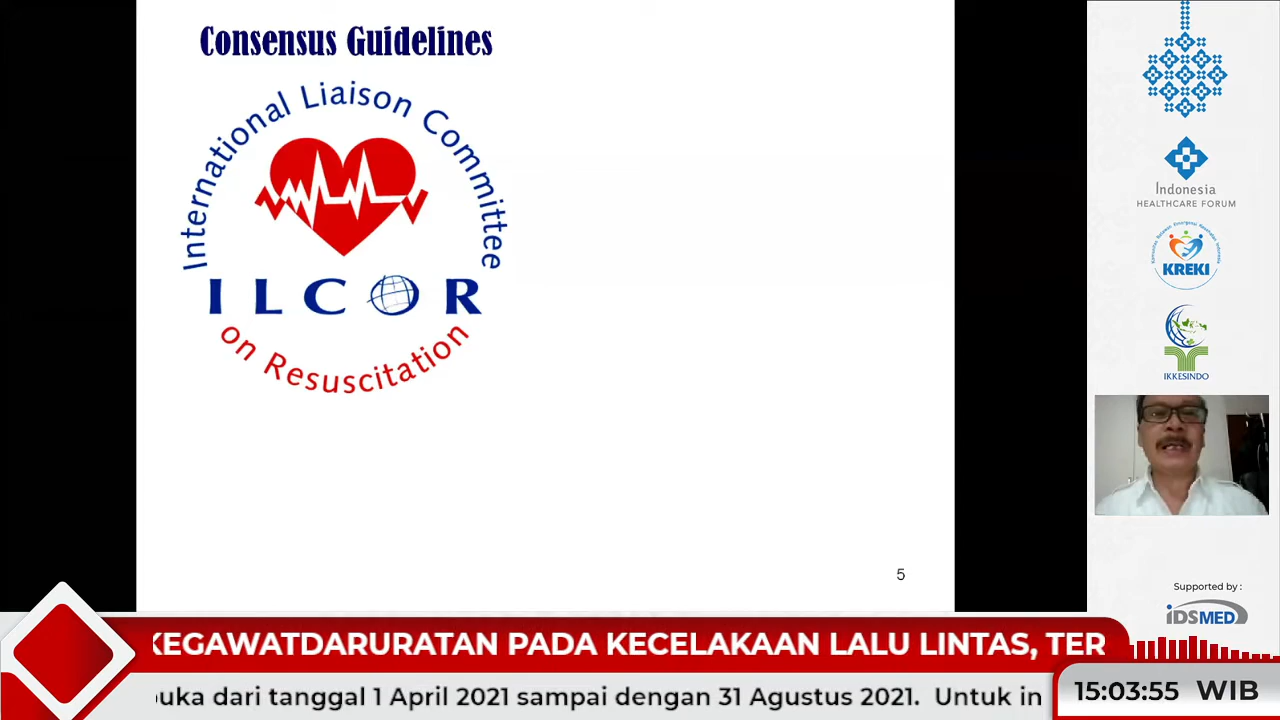 Consensus Guidelines
International Liaison Committee
ILCOR
on Resuscitation
5
Indonesia
HEALTHCARE FORUM
KREKI
IKKESINDO
Supported by :
iDSMED
KEGAWATDARURATAN PADA KECELAKAAN LALU LINTAS, TER
buka dari tanggal 1 April 2021 sampai dengan 31 Agustus 2021. Untuk in
15:03:55 WIB